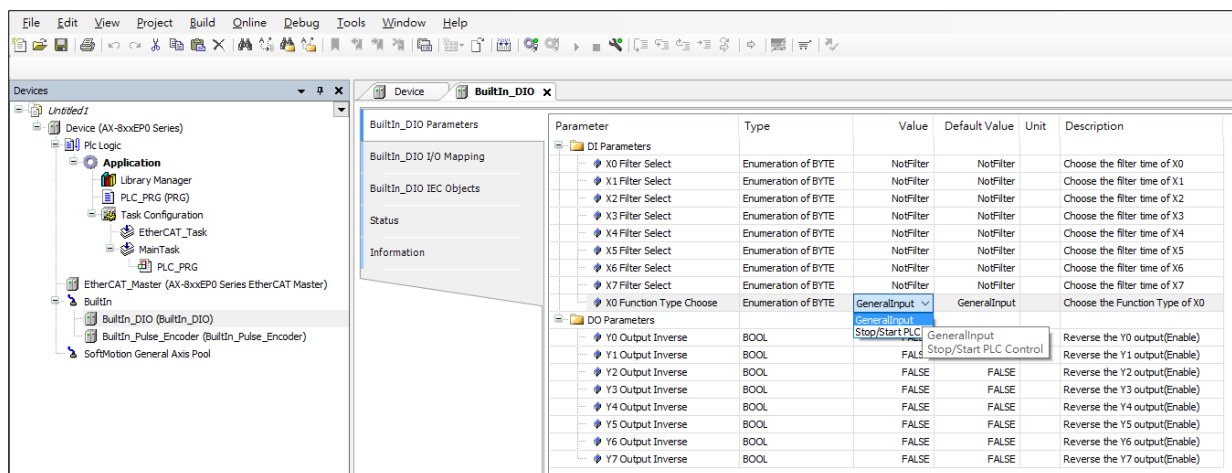 File Edit View Project Build Online Debug Tools Window Help
Devices
Untitled1
Device (AX-8xxEP0 Series)
Plc Logic
Application
Library Manager
PLC_PRG (PRG)
Task Configuration
EtherCAT_Task
MainTask
PLC_PRG
EtherCAT_Master (AX-8xxEP0 Series EtherCAT Master)
BuiltIn
BuiltIn_DIO (BuiltIn_DIO)
BuiltIn_Pulse_Encoder (BuiltIn_Pulse_Encoder)
SoftMotion General Axis Pool
Device BuiltIn_DIO
BuiltIn_DIO Parameters
BuiltIn_DIO I/O Mapping
BuiltIn_DIO IEC Objects
Status
Information
Parameter Type Value Default Value Unit Description
DI Parameters
X0 Filter Select Enumeration of BYTE NotFilter NotFilter Choose the filter time of X0
X1 Filter Select Enumeration of BYTE NotFilter NotFilter Choose the filter time of X1
X2 Filter Select Enumeration of BYTE NotFilter NotFilter Choose the filter time of X2
X3 Filter Select Enumeration of BYTE NotFilter NotFilter Choose the filter time of X3
X4 Filter Select Enumeration of BYTE NotFilter NotFilter Choose the filter time of X4
X5 Filter Select Enumeration of BYTE NotFilter NotFilter Choose the filter time of X5
X6 Filter Select Enumeration of BYTE NotFilter NotFilter Choose the filter time of X6
X7 Filter Select Enumeration of BYTE NotFilter NotFilter Choose the filter time of X7
X0 Function Type Choose Enumeration of BYTE GeneralInput GeneralInput Choose the Function Type of X0
DO Parameters GeneralInput
Stop/Start PLC
GeneralInput
Stop/Start PLC Control
Y0 Output Inverse BOOL Reverse the Y0 output(Enable)
Y1 Output Inverse BOOL FALSE FALSE Reverse the Y1 output(Enable)
Y2 Output Inverse BOOL FALSE FALSE Reverse the Y2 output(Enable)
Y3 Output Inverse BOOL FALSE FALSE Reverse the Y3 output(Enable)
Y4 Output Inverse BOOL FALSE FALSE Reverse the Y4 output(Enable)
Y5 Output Inverse BOOL FALSE FALSE Reverse the Y5 output(Enable)
Y6 Output Inverse BOOL FALSE FALSE Reverse the Y6 output(Enable)
Y7 Output Inverse BOOL FALSE FALSE Reverse the Y7 output(Enable)